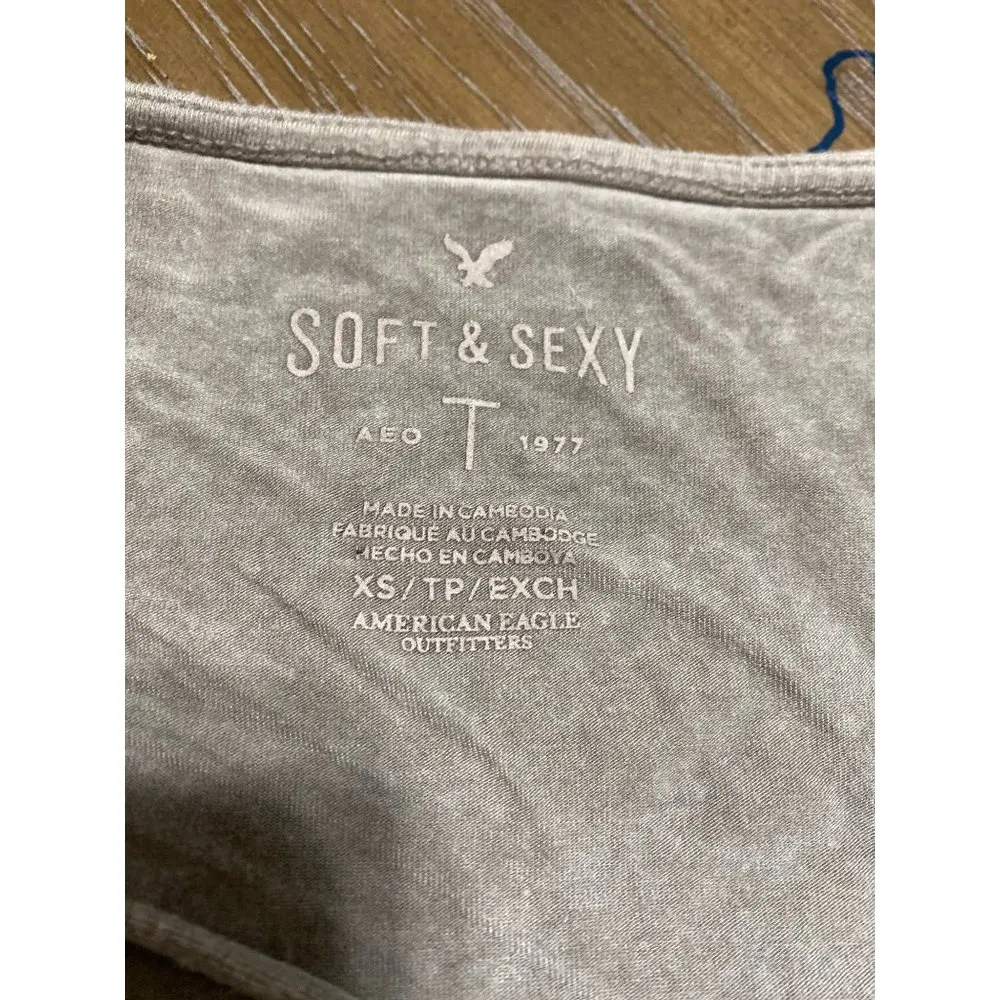 SOFT & SEXY
AEO T 1977
MADE IN CAMBODIA
FABRIQUÉ AU CAMBODGE
HECHO EN CAMBOYA
XS/TP/EXCH
AMERICAN EAGLE
OUTFITTERS